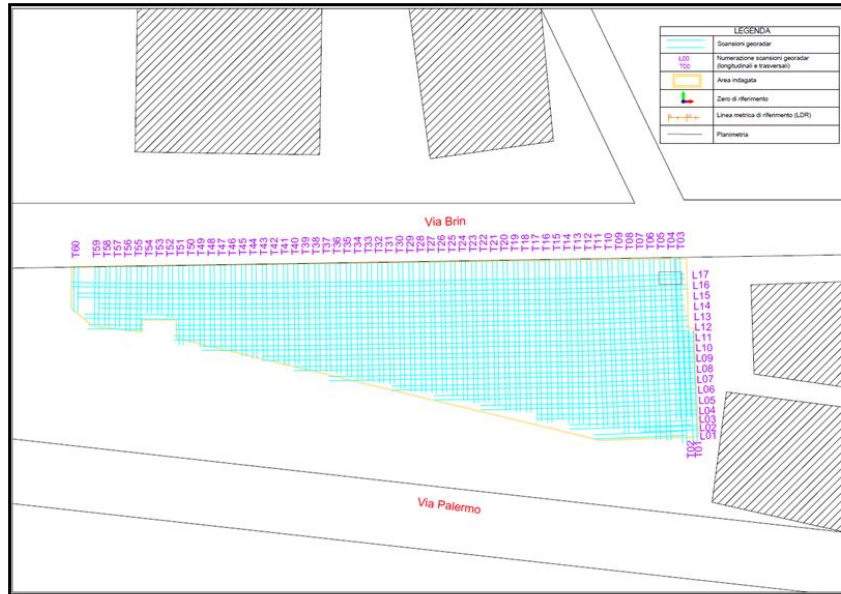 LEGENDA
Scansioni georadar
L00
T00
Numerazione scansioni georadar
(longitudinali e trasversali)
Area indagata
Zero di riferimento
Linea metrica di riferimento (LDR)
Planimetria
Via Brin
T60
T59
T58
T57
T56
T55
T54
T53
T52
T51
T50
T49
T48
T47
T46
T45
T44
T43
T42
T41
T40
T39
T38
T37
T36
T35
T34
T33
T32
T31
T30
T29
T28
T27
T26
T25
T24
T23
T22
T21
T20
T19
T18
T17
T16
T15
T14
T13
T12
T11
T10
T09
T08
T07
T06
T05
T04
T03
L17
L16
L15
L14
L13
L12
L11
L10
L09
L08
L07
L06
L05
L04
L03
L02
L01
T02
T01
Via Palermo